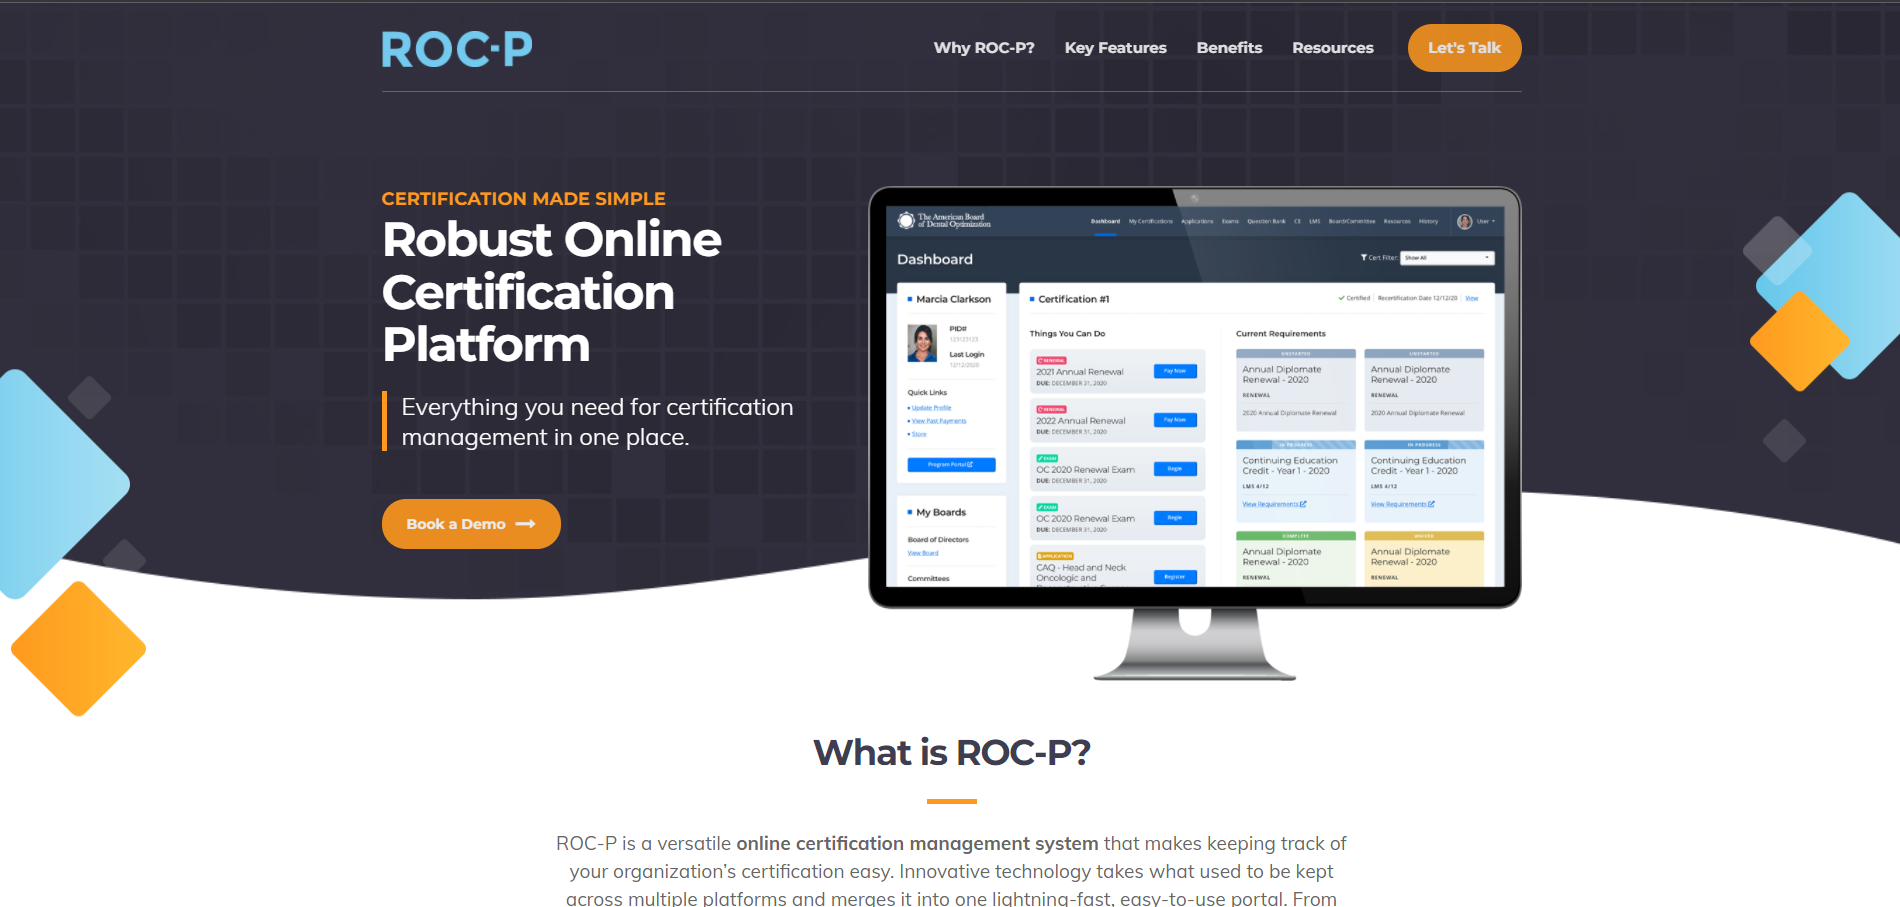 ROC-P
Why ROC-P? Key Features Benefits Resources Let's Talk
CERTIFICATION MADE SIMPLE
Robust Online
Certification
Platform
Everything you need for certification
management in one place.
Book a Demo
The American Board
of Dental Optimization
Dashboard My Certifications Applications Exams Question Bank CE LMS Board/Committee Resources History User
Dashboard
Cert Filter: Show All
Marcia Clarkson
PID#
123123123
Last Login
12/12/2020
Quick Links
Update Profile
View Past Payments
Store
Program Portal
My Boards
Board of Directors
View Board
Committees
Certification #1
Certified Recertification Date 12/12/20 View
Things You Can Do
RENEWAL
2021 Annual Renewal
DUE: DECEMBER 31, 2020
Pay Now
RENEWAL
2022 Annual Renewal
DUE: DECEMBER 31, 2020
Pay Now
EXAM
OC 2020 Renewal Exam
DUE: DECEMBER 31, 2020
Begin
EXAM
OC 2020 Renewal Exam
DUE: DECEMBER 31, 2020
Begin
APPLICATION
CAQ - Head and Neck
Oncologic and
Register
Current Requirements
UNSTARTED
Annual Diplomate
Renewal - 2020
RENEWAL
2020 Annual Diplomate Renewal
UNSTARTED
Annual Diplomate
Renewal - 2020
RENEWAL
2020 Annual Diplomate Renewal
IN PROGRESS
Continuing Education
Credit - Year 1 - 2020
LMS 4/12
View Requirements
IN PROGRESS
Continuing Education
Credit - Year 1 - 2020
LMS 4/12
View Requirements
COMPLETE
Annual Diplomate
Renewal - 2020
RENEWAL
WAIVED
Annual Diplomate
Renewal - 2020
RENEWAL
What is ROC-P?
ROC-P is a versatile online certification management system that makes keeping track of
your organization's certification easy. Innovative technology takes what used to be kept
across multiple platforms and merges it into one lightning-fast, easy-to-use portal. From